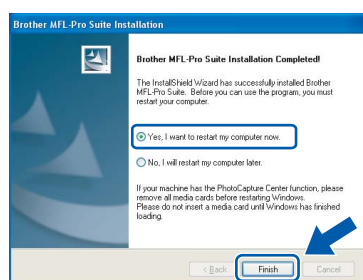 Brother MFL-Pro Suite Installation
Brother MFL-Pro Suite Installation Completed!
The InstallShield Wizard has successfully installed Brother
MFL-Pro Suite. Before you can use the program, you must
restart your computer.
Yes, I want to restart my computer now.
No, I will restart my computer later.
If your machine has the PhotoCapture Center function, please
remove all media cards before restarting Windows.
Please do not insert a media card until Windows has finished
loading.
< Back Finish Cancel